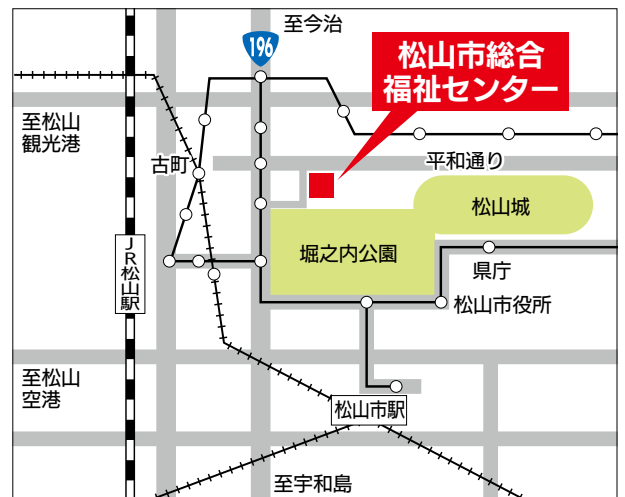 至今治
196
松山市総合
福祉センター
至松山
観光港
古町
平和通り
松山城
JR松山駅
堀之内公園
県庁
松山市役所
至松山
空港
松山市駅
至宇和島